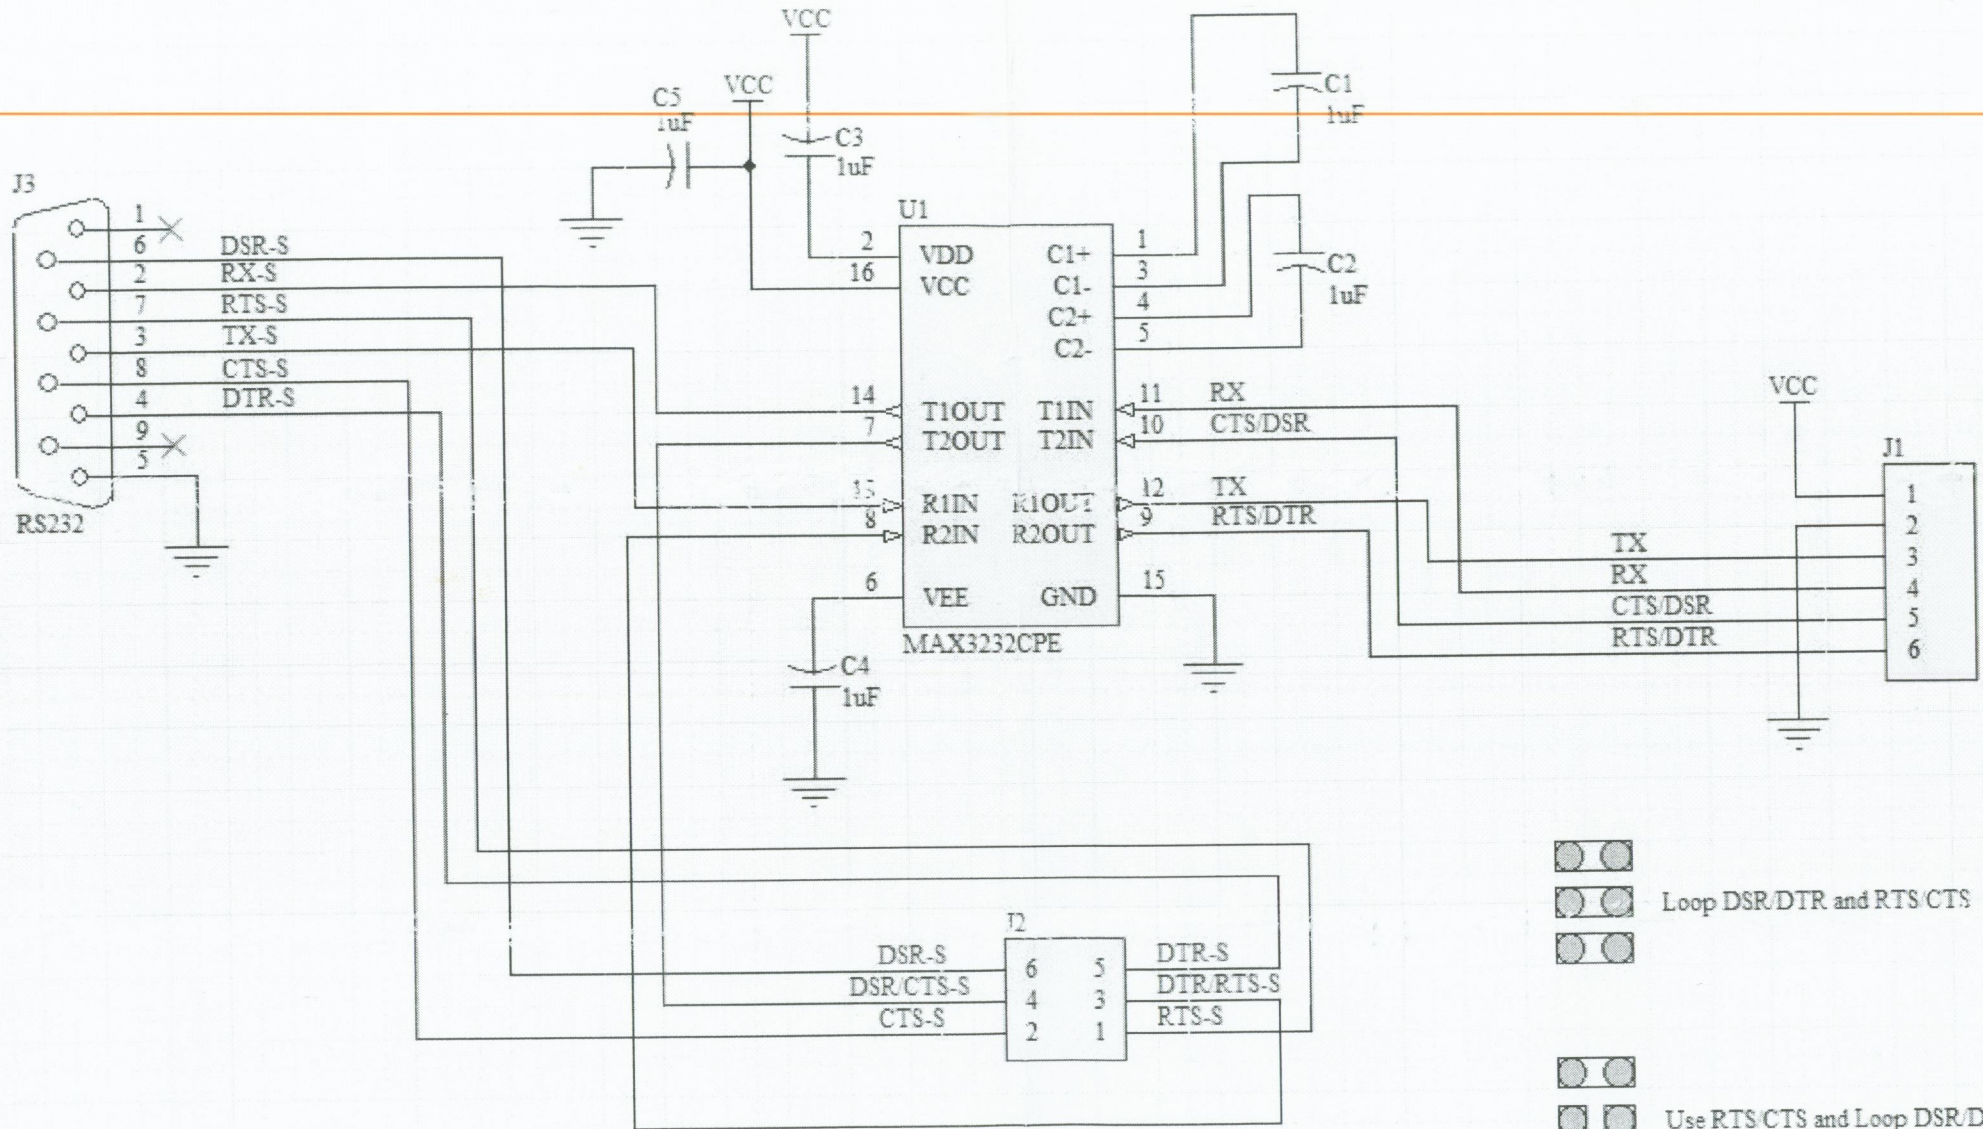 VCC
VCC
C5
1uF
C3
1uF
C1
1uF
J3
1
6
DSR-S
2
RX-S
7
RTS-S
3
TX-S
8
CTS-S
4
DTR-S
9
5
RS232
U1
2
VDD
C1+
1
16
VCC
C1-
3
C2+
4
C2-
5
C2
1uF
14
T1OUT
T1IN
11
RX
7
T2OUT
T2IN
10
CTS/DSR
R1IN
R1OUT
12
TX
8
R2IN
R2OUT
9
RTS/DTR
6
VEE
GND
15
MAX3232CPE
C4
1uF
VCC
J1
1
2
TX
3
RX
4
CTS/DSR
5
RTS/DTR
6
J2
DSR-S
6
5
DTR-S
DSR/CTS-S
4
3
DTR/RTS-S
CTS-S
2
1
RTS-S
Loop DSR/DTR and RTS/CTS
Use RTS/CTS and Loop